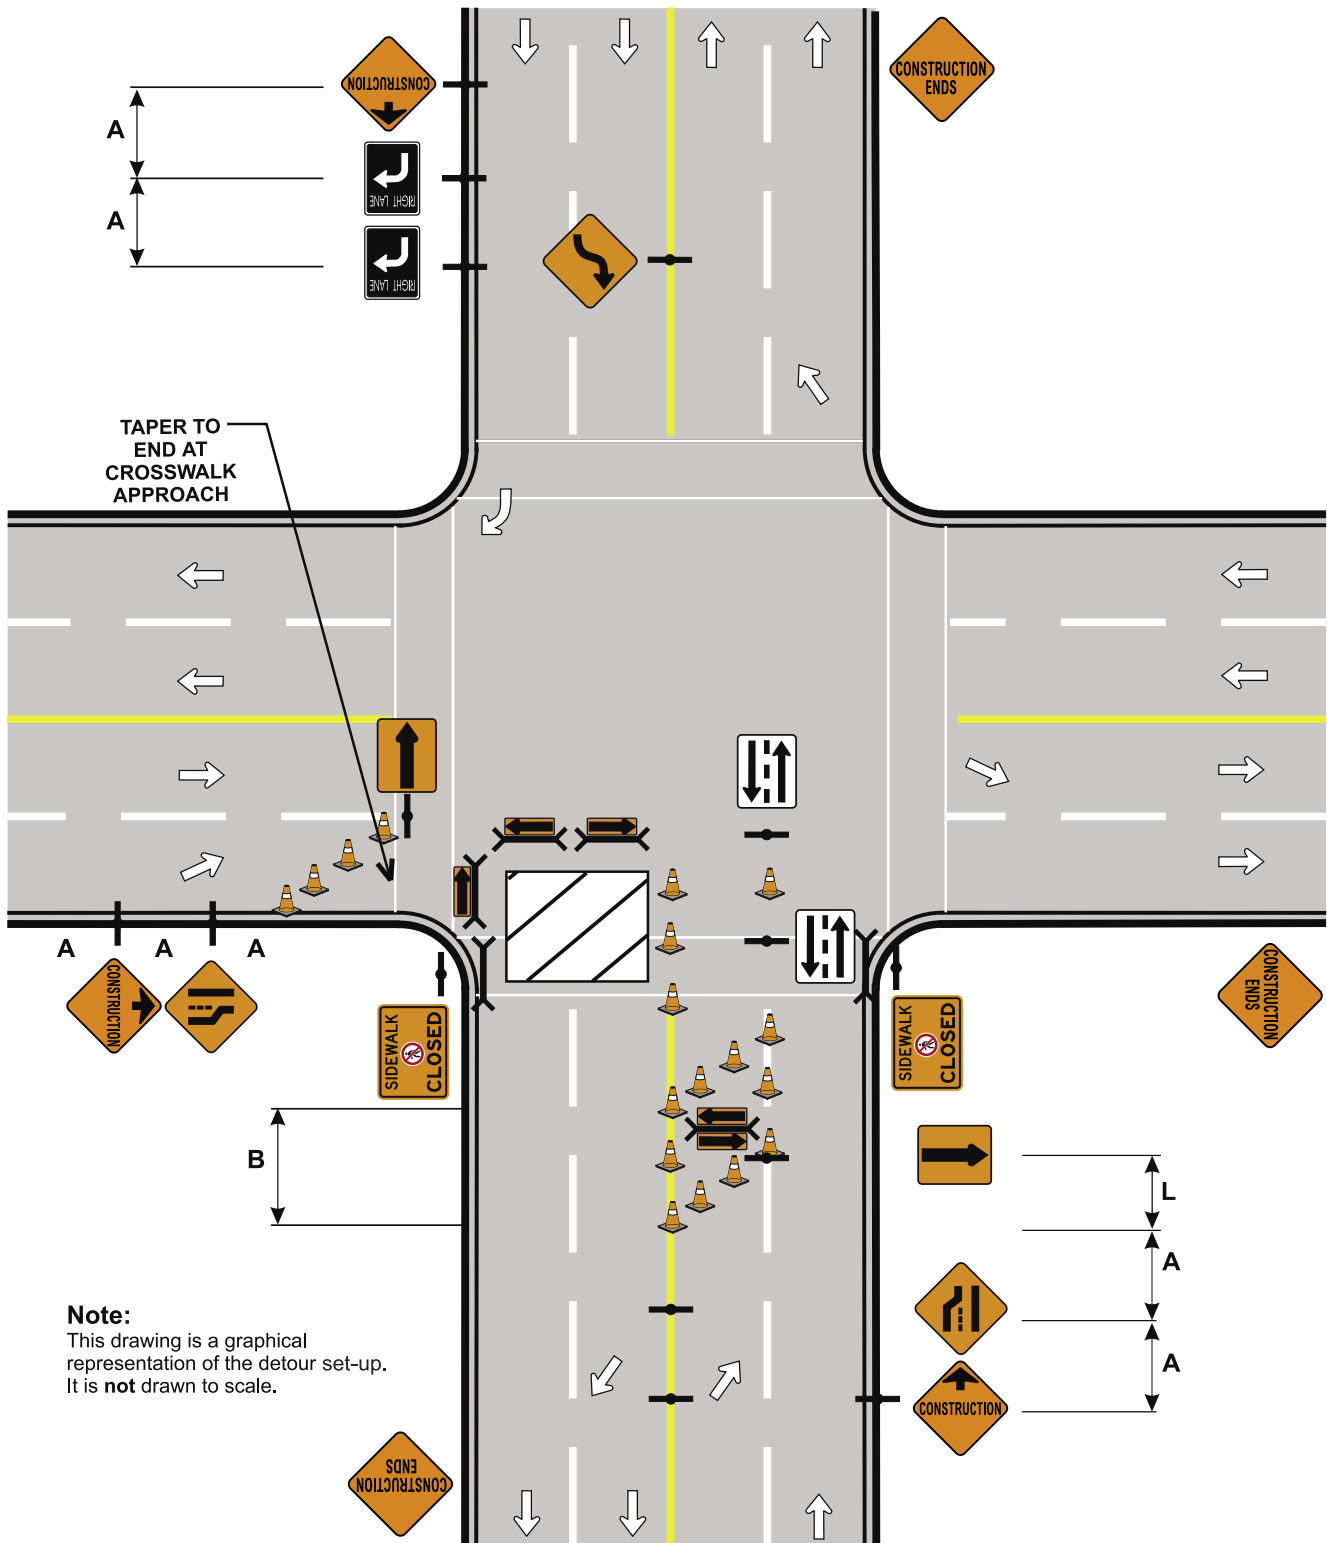 CONSTRUCTION
CONSTRUCTION
ENDS
A
RIGHT LANE
A
RIGHT LANE
TAPER TO
END AT
CROSSWALK
APPROACH
A
A
A
CONSTRUCTION
SIDEWALK
CLOSED
SIDEWALK
CLOSED
CONSTRUCTION
ENDS
B
L
A
A
CONSTRUCTION
Note:
This drawing is a graphical
representation of the detour set-up.
It is not drawn to scale.
CONSTRUCTION
ENDS